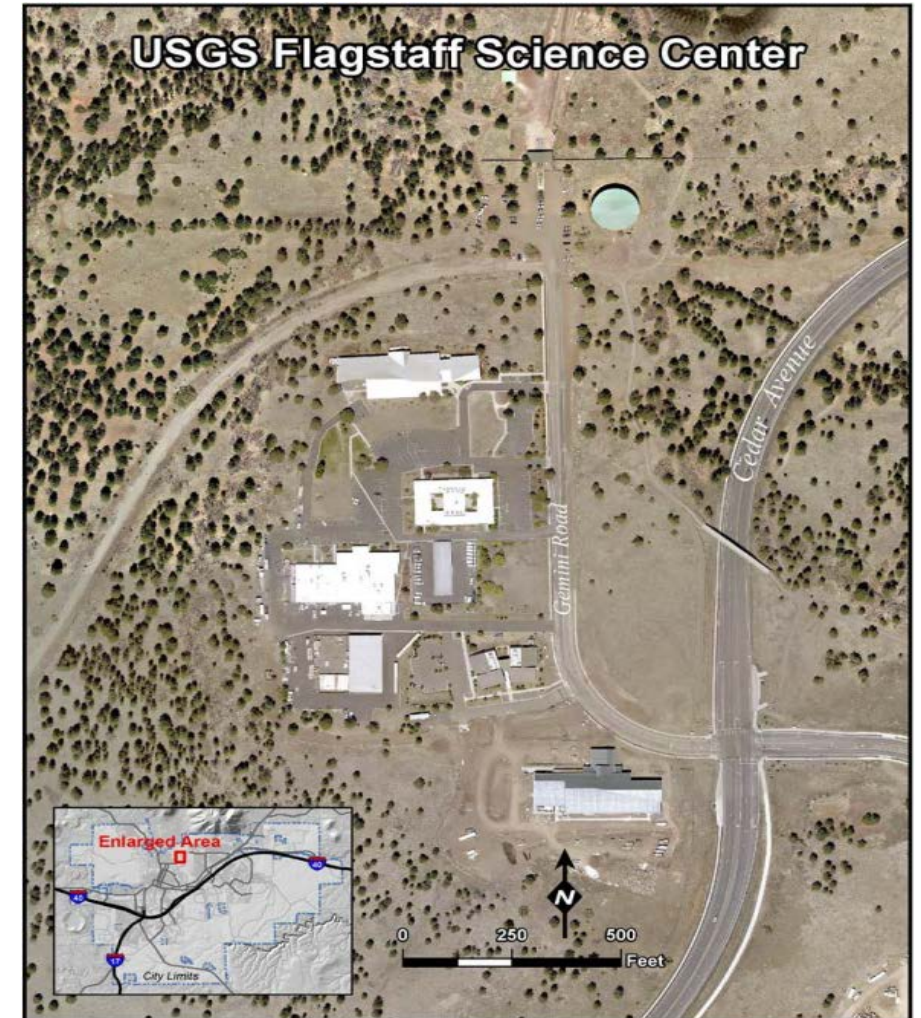 USGS Flagstaff Science Center
Cedar Avenue
Gemini Road
Enlarged Area
40
40
17
City Limits
N
0 250 500
Feet